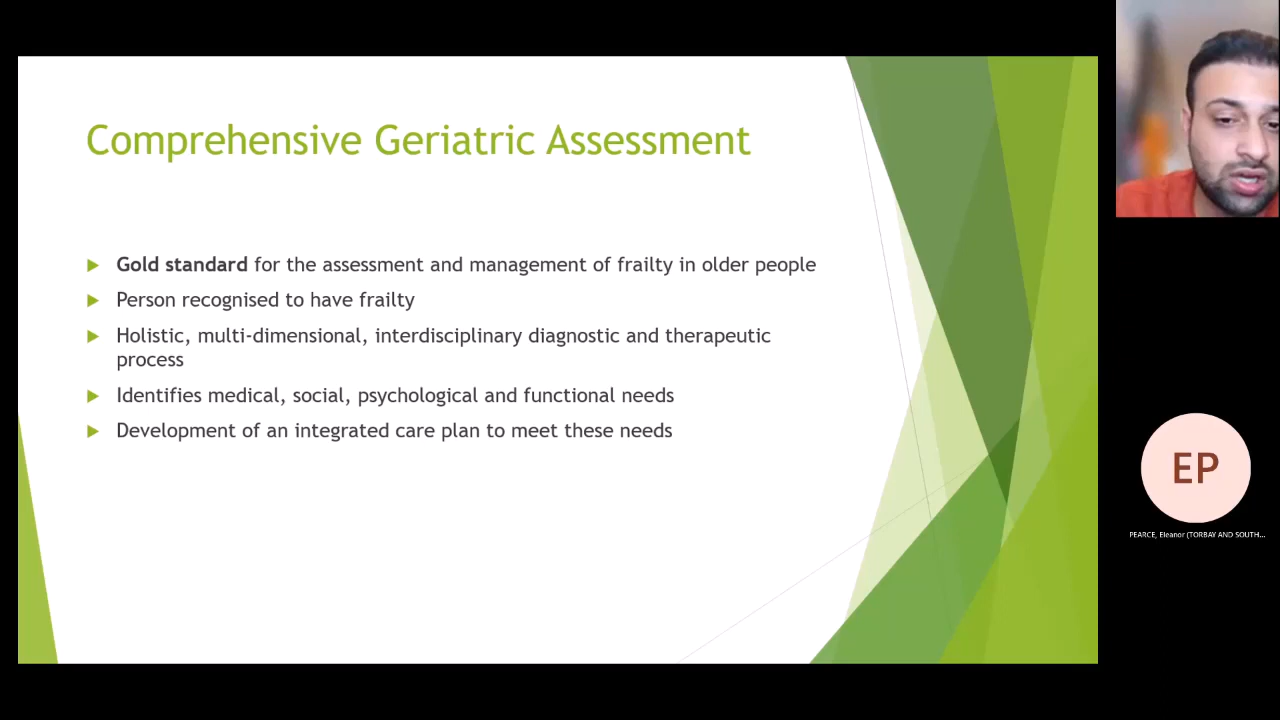 Comprehensive Geriatric Assessment
Gold standard for the assessment and management of frailty in older people
Person recognised to have frailty
Holistic, multi-dimensional, interdisciplinary diagnostic and therapeutic
process
Identifies medical, social, psychological and functional needs
Development of an integrated care plan to meet these needs
EP
PEARCE, Eleanor (TORBAY AND SOUTH...